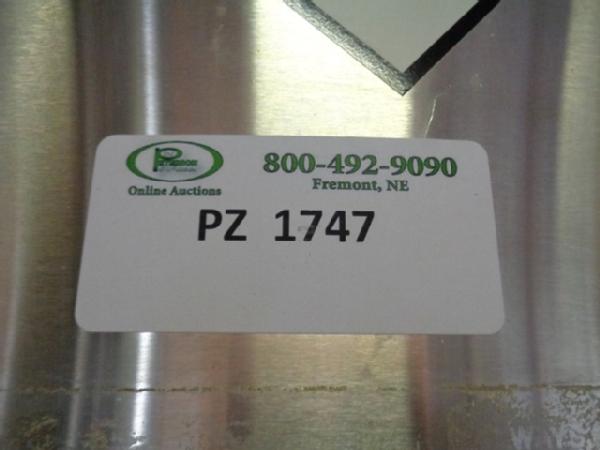 800-492-9090
Online Auctions
Fremont, NE
PZ 1747